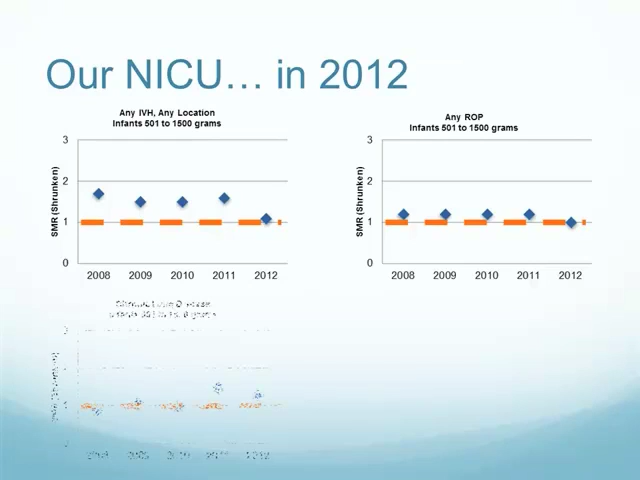 Our NICU… in 2012
Any IVH, Any Location
Infants 501 to 1500 grams
SMR (Shrunken)
3
2
1
0
2008 2009 2010 2011 2012
Any ROP
Infants 501 to 1500 grams
SMR (Shrunken)
3
2
1
0
2008 2009 2010 2011 2012